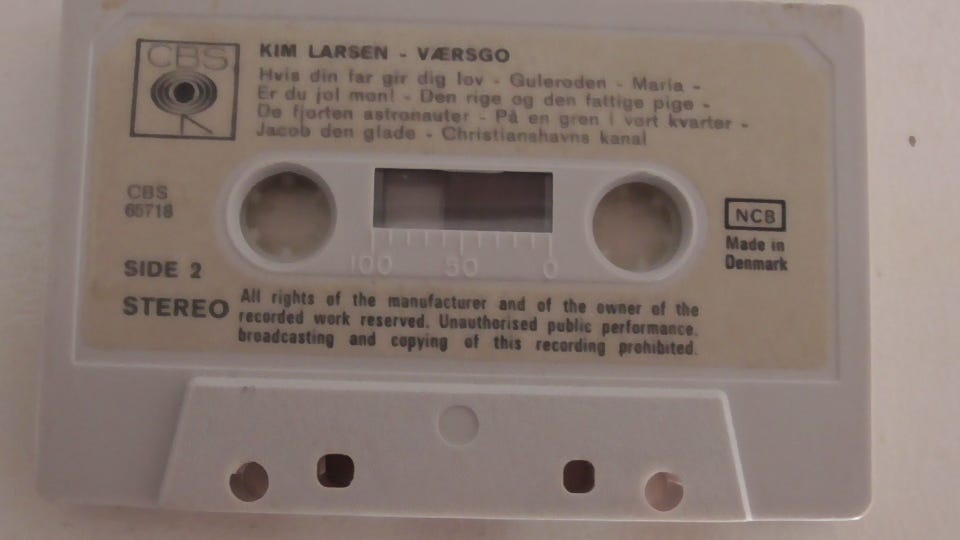 CBS
KIM LARSEN - VÆRSGO
Hvis din far gir dig lov - Guleroden - Maria -
Er du jol mon! - Den rige og den fattige pige -
De fjorten astronauter - På en gren i vort kvarter -
Jacob den glade - Christianshavns kanal
CBS
65718
NCB
Made in
Denmark
100 50 0
SIDE 2
STEREO
All rights of the manufacturer and of the owner of the
recorded work reserved. Unauthorised public performance.
broadcasting and copying of this recording prohibited.